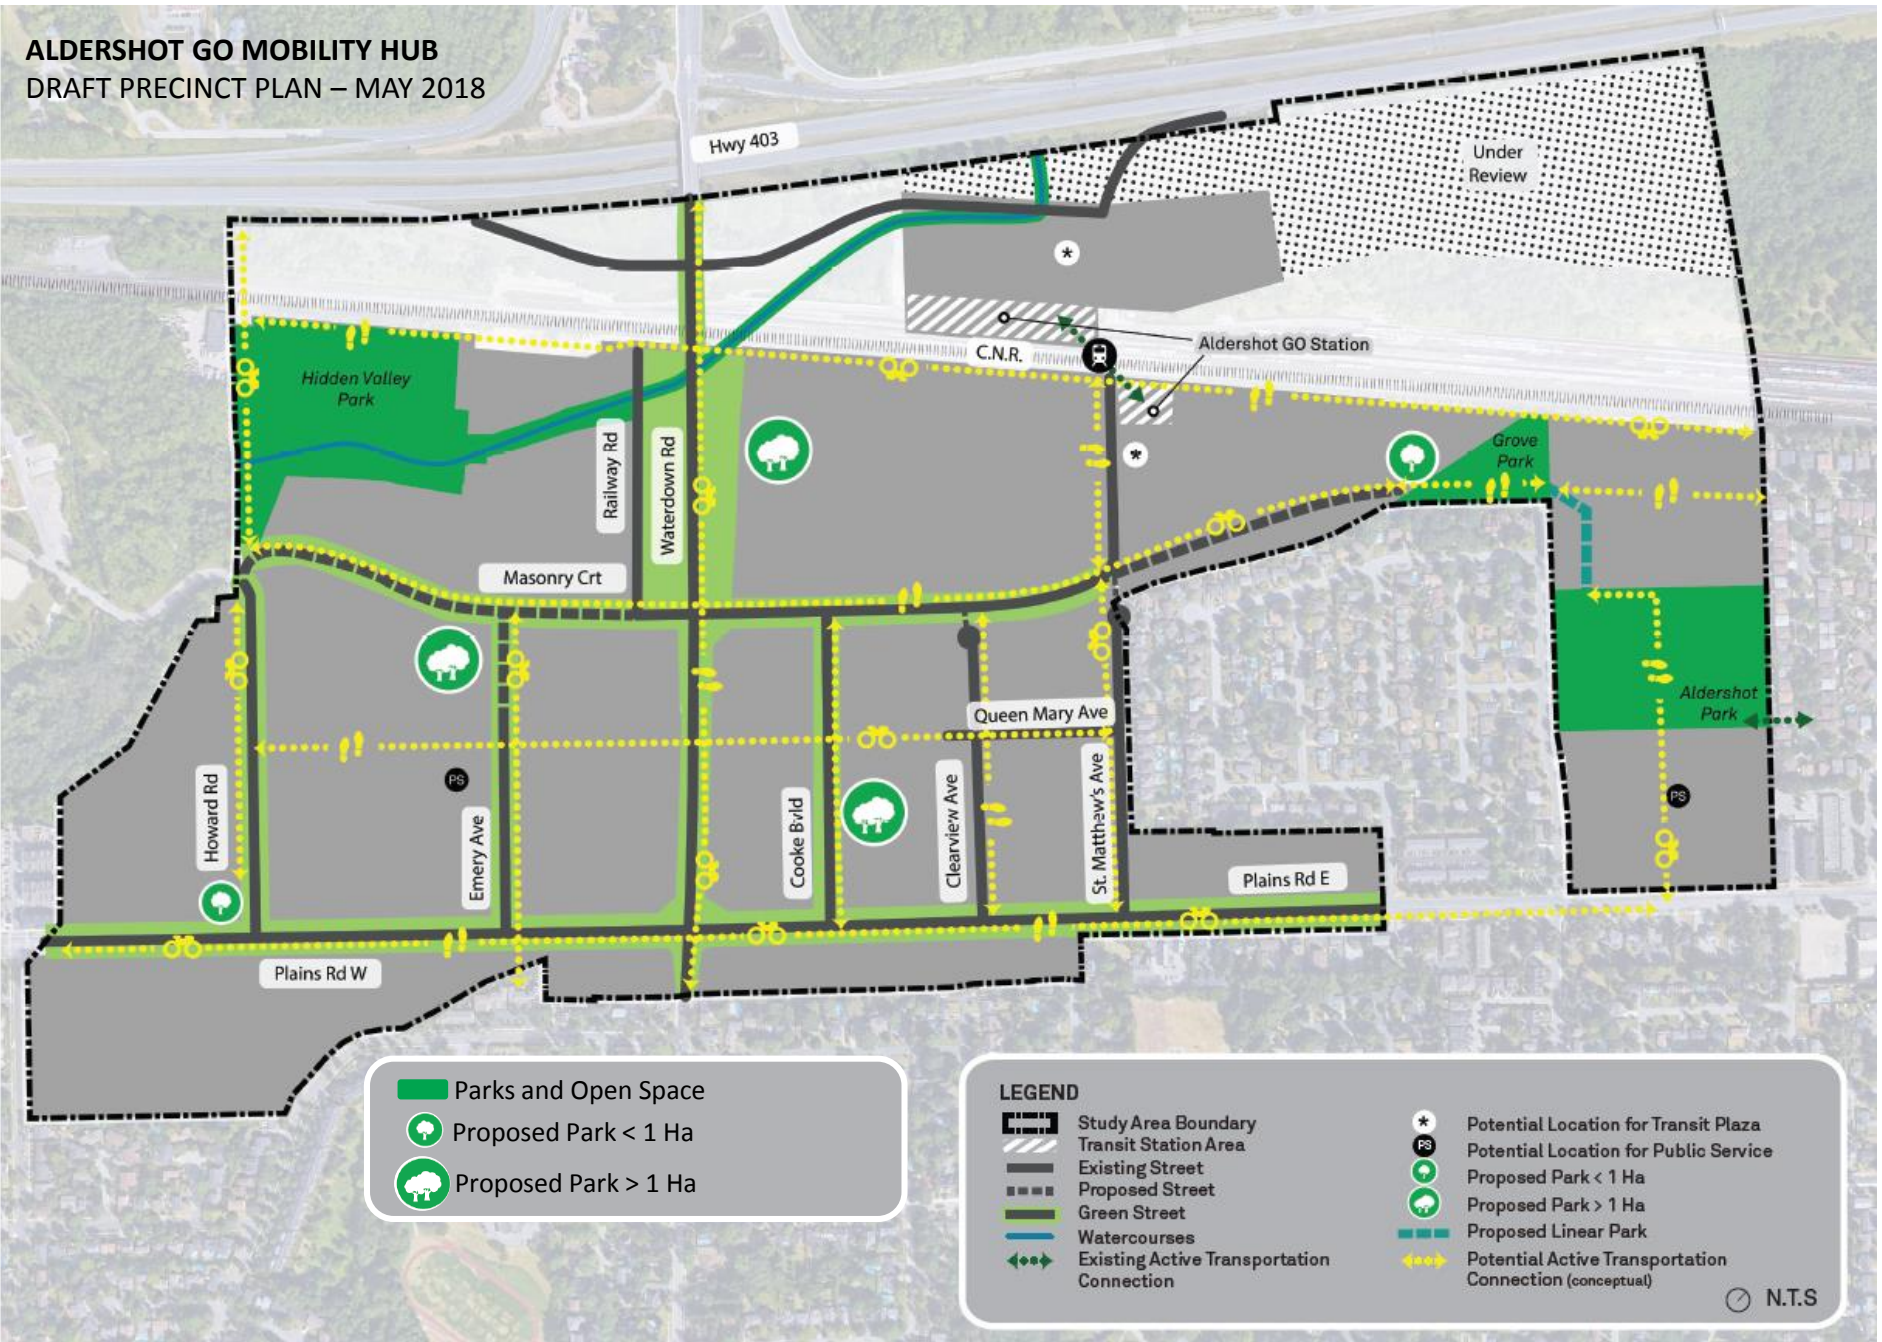 ALDERSHOT GO MOBILITY HUB
DRAFT PRECINCT PLAN – MAY 2018
Hwy 403
Under
Review
*
Aldershot GO Station
C.N.R.
Hidden Valley
Park
Railway Rd
Waterdown Rd
*
Grove
Park
Masonry Crt
Queen Mary Ave
Aldershot
Park
PS
PS
Howard Rd
Emery Ave
Cooke Bvld
Clearview Ave
St. Matthew's Ave
Plains Rd E
Plains Rd W
Parks and Open Space
Proposed Park < 1 Ha
Proposed Park > 1 Ha
LEGEND
Study Area Boundary
Transit Station Area
Existing Street
Proposed Street
Green Street
Watercourses
Existing Active Transportation
Connection
* Potential Location for Transit Plaza
PS Potential Location for Public Service
Proposed Park < 1 Ha
Proposed Park > 1 Ha
Proposed Linear Park
Potential Active Transportation
Connection (conceptual)
N.T.S